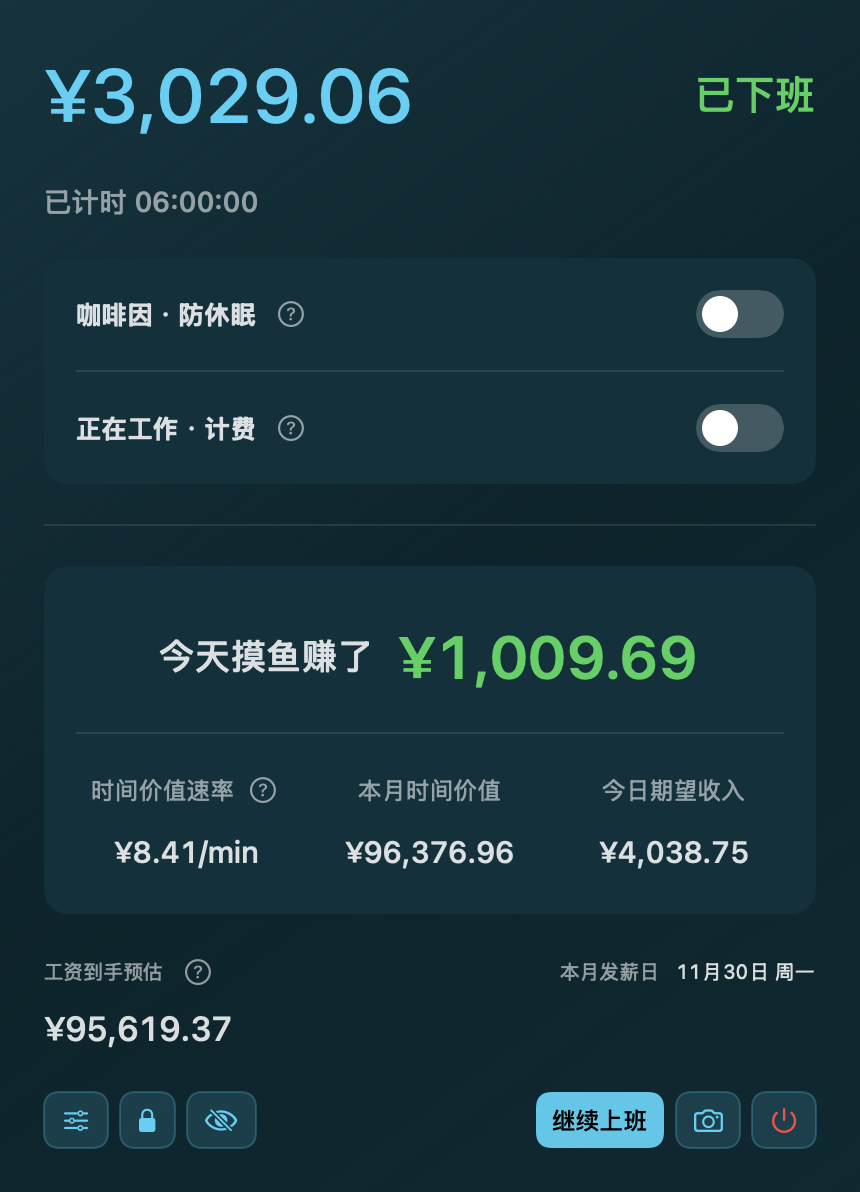 ¥3,029.06 已下班
已计时 06:00:00
咖啡因 · 防休眠 ?
正在工作 · 计费 ?
今天摸鱼赚了 ¥1,009.69
时间价值速率 ? 本月时间价值 今日期望收入
¥8.41/min ¥96,376.96 ¥4,038.75
工资到手预估 ? 本月发薪日 11月30日 周一
¥95,619.37
继续上班